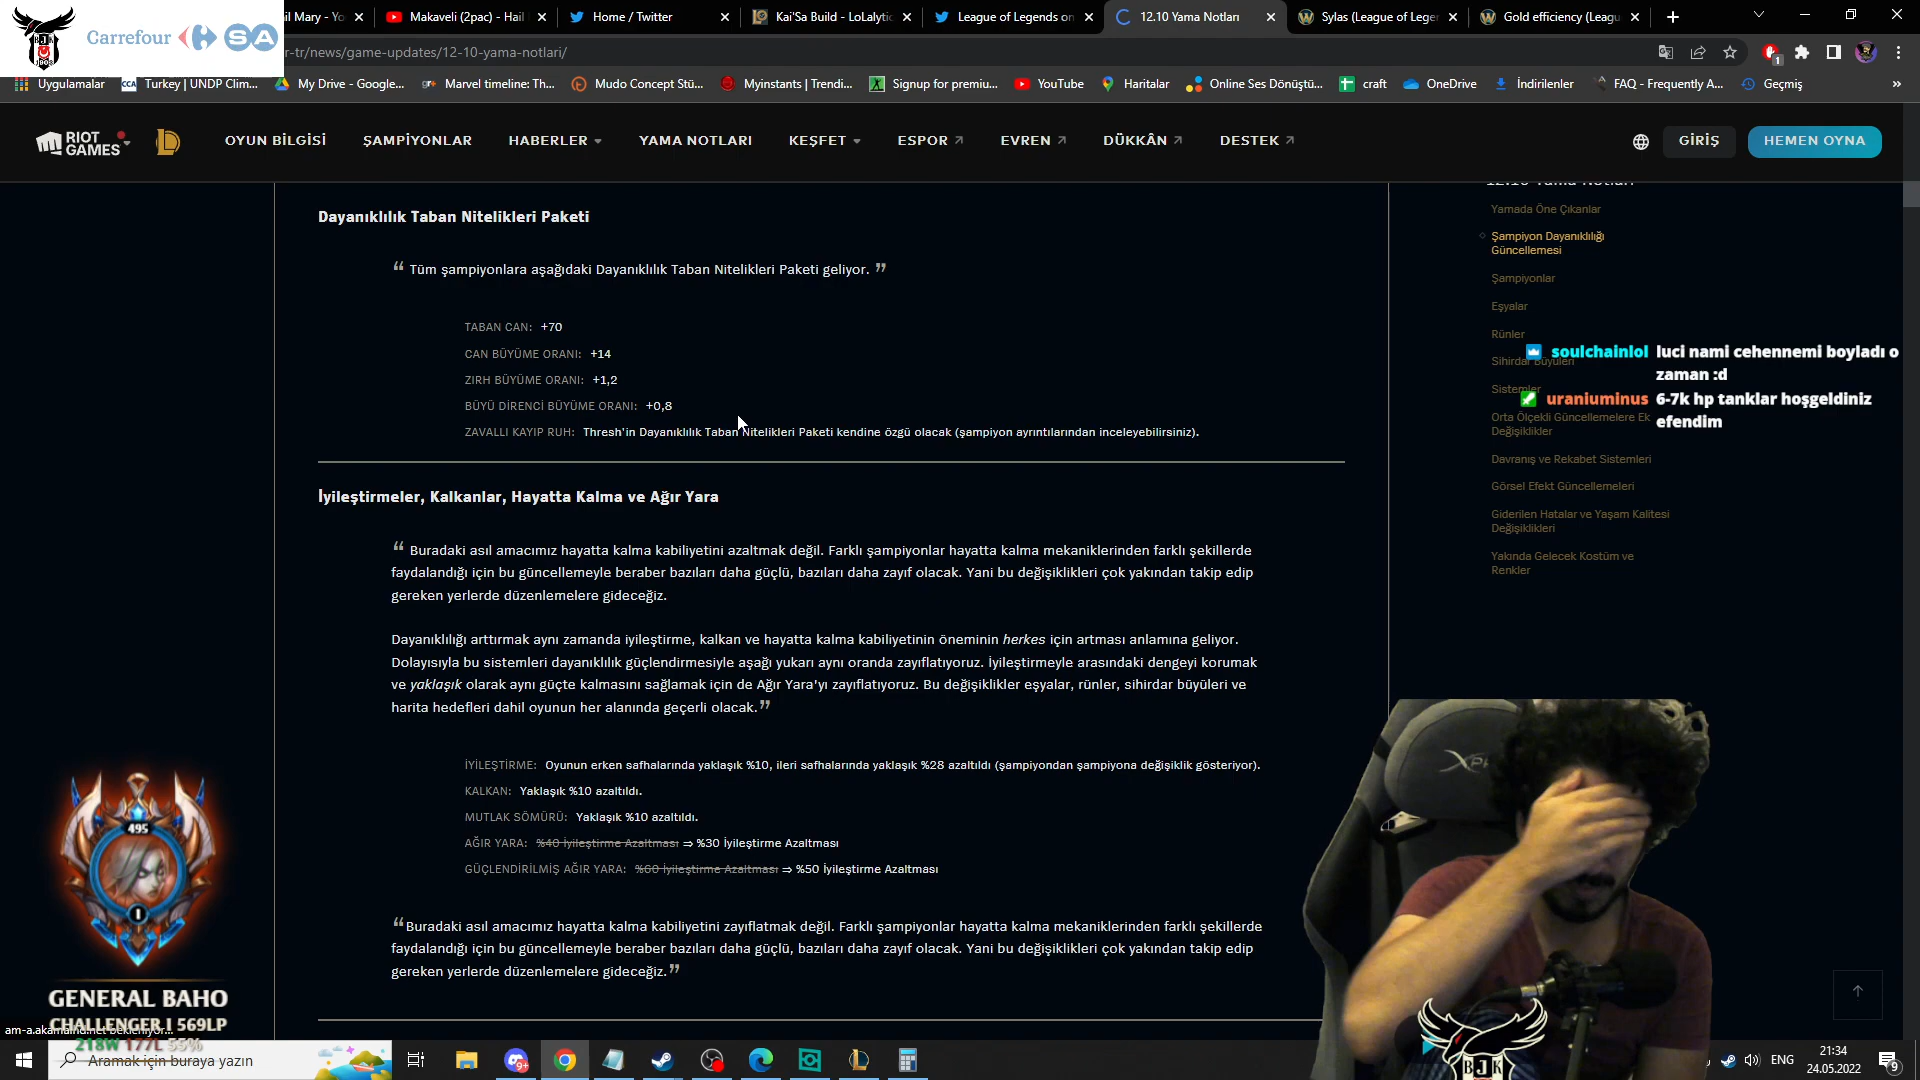 Carrefour SA
BJK
1903
il Mary - Yo
Makaveli (2pac) - Hail
Home / Twitter
Kai'Sa Build - LoLalytic
League of Legends on
12.10 Yama Notları
Sylas (League of Leger
Gold efficiency (Leagu
r-tr/news/game-updates/12-10-yama-notlari/
Uygulamalar
Turkey | UNDP Clim...
My Drive - Google...
Marvel timeline: Th...
Mudo Concept Stü...
Myinstants | Trendi...
Signup for premiu...
YouTube
Haritalar
Online Ses Dönüştü...
craft
OneDrive
İndirilenler
FAQ - Frequently A...
Geçmiş
»
RIOT GAMES
OYUN BİLGİSİ
ŞAMPİYONLAR
HABERLER
YAMA NOTLARI
KEŞFET
ESPOR
EVREN
DÜKKÂN
DESTEK
GİRİŞ
HEMEN OYNA
Dayanıklılık Taban Nitelikleri Paketi
“ Tüm şampiyonlara aşağıdaki Dayanıklılık Taban Nitelikleri Paketi geliyor. ”
TABAN CAN: +70
CAN BÜYÜME ORANI: +14
ZIRH BÜYÜME ORANI: +1,2
BÜYÜ DİRENCİ BÜYÜME ORANI: +0,8
ZAVALLI KAYIP RUH: Thresh'in Dayanıklılık Taban Nitelikleri Paketi kendine özgü olacak (şampiyon ayrıntılarından inceleyebilirsiniz).
İyileştirmeler, Kalkanlar, Hayatta Kalma ve Ağır Yara
“ Buradaki asıl amacımız hayatta kalma kabiliyetini azaltmak değil. Farklı şampiyonlar hayatta kalma mekaniklerinden farklı şekillerde
faydalandığı için bu güncellemeyle beraber bazıları daha güçlü, bazıları daha zayıf olacak. Yani bu değişiklikleri çok yakından takip edip
gereken yerlerde düzenlemelere gideceğiz.
Dayanıklılığı arttırmak aynı zamanda iyileştirme, kalkan ve hayatta kalma kabiliyetinin öneminin herkes için artması anlamına geliyor.
Dolayısıyla bu sistemleri dayanıklılık güçlendirmesiyle aşağı yukarı aynı oranda zayıflatıyoruz. İyileştirmeyle arasındaki dengeyi korumak
ve yaklaşık olarak aynı güçte kalmasını sağlamak için de Ağır Yara'yı zayıflatıyoruz. Bu değişiklikler eşyalar, rünler, sihirdar büyüleri ve
harita hedefleri dahil oyunun her alanında geçerli olacak. ”
İYİLEŞTİRME: Oyunun erken safhalarında yaklaşık %10, ileri safhalarında yaklaşık %28 azaltıldı (şampiyondan şampiyona değişiklik gösteriyor).
KALKAN: Yaklaşık %10 azaltıldı.
MUTLAK SÖMÜRÜ: Yaklaşık %10 azaltıldı.
AĞIR YARA: %40 İyileştirme Azaltması ⇒ %30 İyileştirme Azaltması
GÜÇLENDİRİLMİŞ AĞIR YARA: %60 İyileştirme Azaltması ⇒ %50 İyileştirme Azaltması
“ Buradaki asıl amacımız hayatta kalma kabiliyetini zayıflatmak değil. Farklı şampiyonlar hayatta kalma mekaniklerinden farklı şekillerde
faydalandığı için bu güncellemeyle beraber bazıları daha güçlü, bazıları daha zayıf olacak. Yani bu değişiklikleri çok yakından takip edip
gereken yerlerde düzenlemelere gideceğiz. ”
12.10 Yama Notları
Yamada Öne Çıkanlar
Şampiyon Dayanıklılığı
Güncellemesi
Şampiyonlar
Eşyalar
Rünler
Sihirdar Büyüleri
Sistemler
Orta Ölçekli Güncellemelere Ek
Değişiklikler
Davranış ve Rekabet Sistemleri
Görsel Efekt Güncellemeleri
Giderilen Hatalar ve Yaşam Kalitesi
Değişiklikleri
Yakında Gelecek Kostüm ve
Renkler
soulchainlol luci nami cehennemi boyladı o
zaman :d
uraniuminus 6-7k hp tanklar hoşgeldiniz
efendim
495
I
GENERAL BAHO
CHALLENGER I 569LP
218W 177L 55%
Aramak için buraya yazın
9+
BJK
ENG
21:34
24.05.2022
9